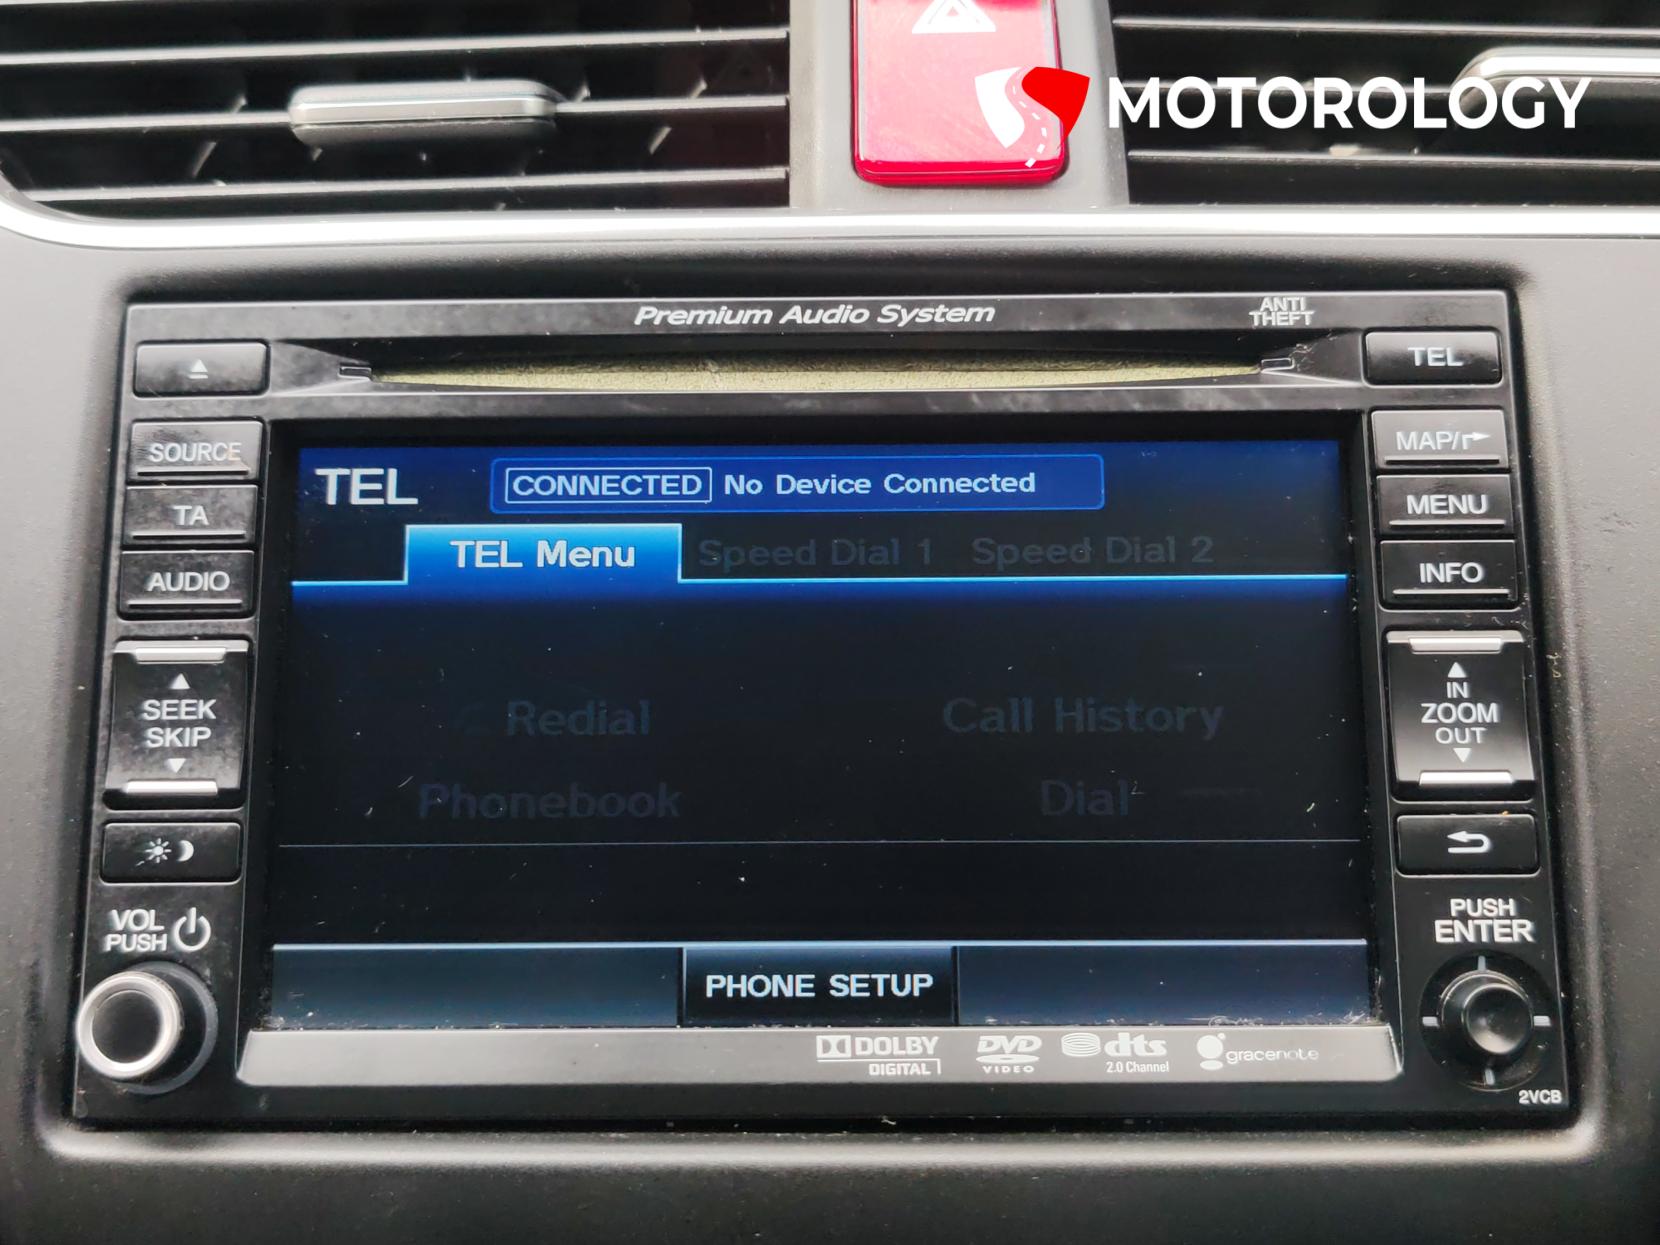 MOTOROLOGY
Premium Audio System
ANTI
THEFT
TEL
SOURCE
TA
AUDIO
SEEK
SKIP
VOL
PUSH
TEL
CONNECTED No Device Connected
TEL Menu Speed Dial 1 Speed Dial 2
Redial Call History
Phonebook Dial
PHONE SETUP
MAP/
MENU
INFO
IN
ZOOM
OUT
PUSH
ENTER
DOLBY
DIGITAL
DVD
VIDEO
dts
2.0 Channel
gracenote
2VCB